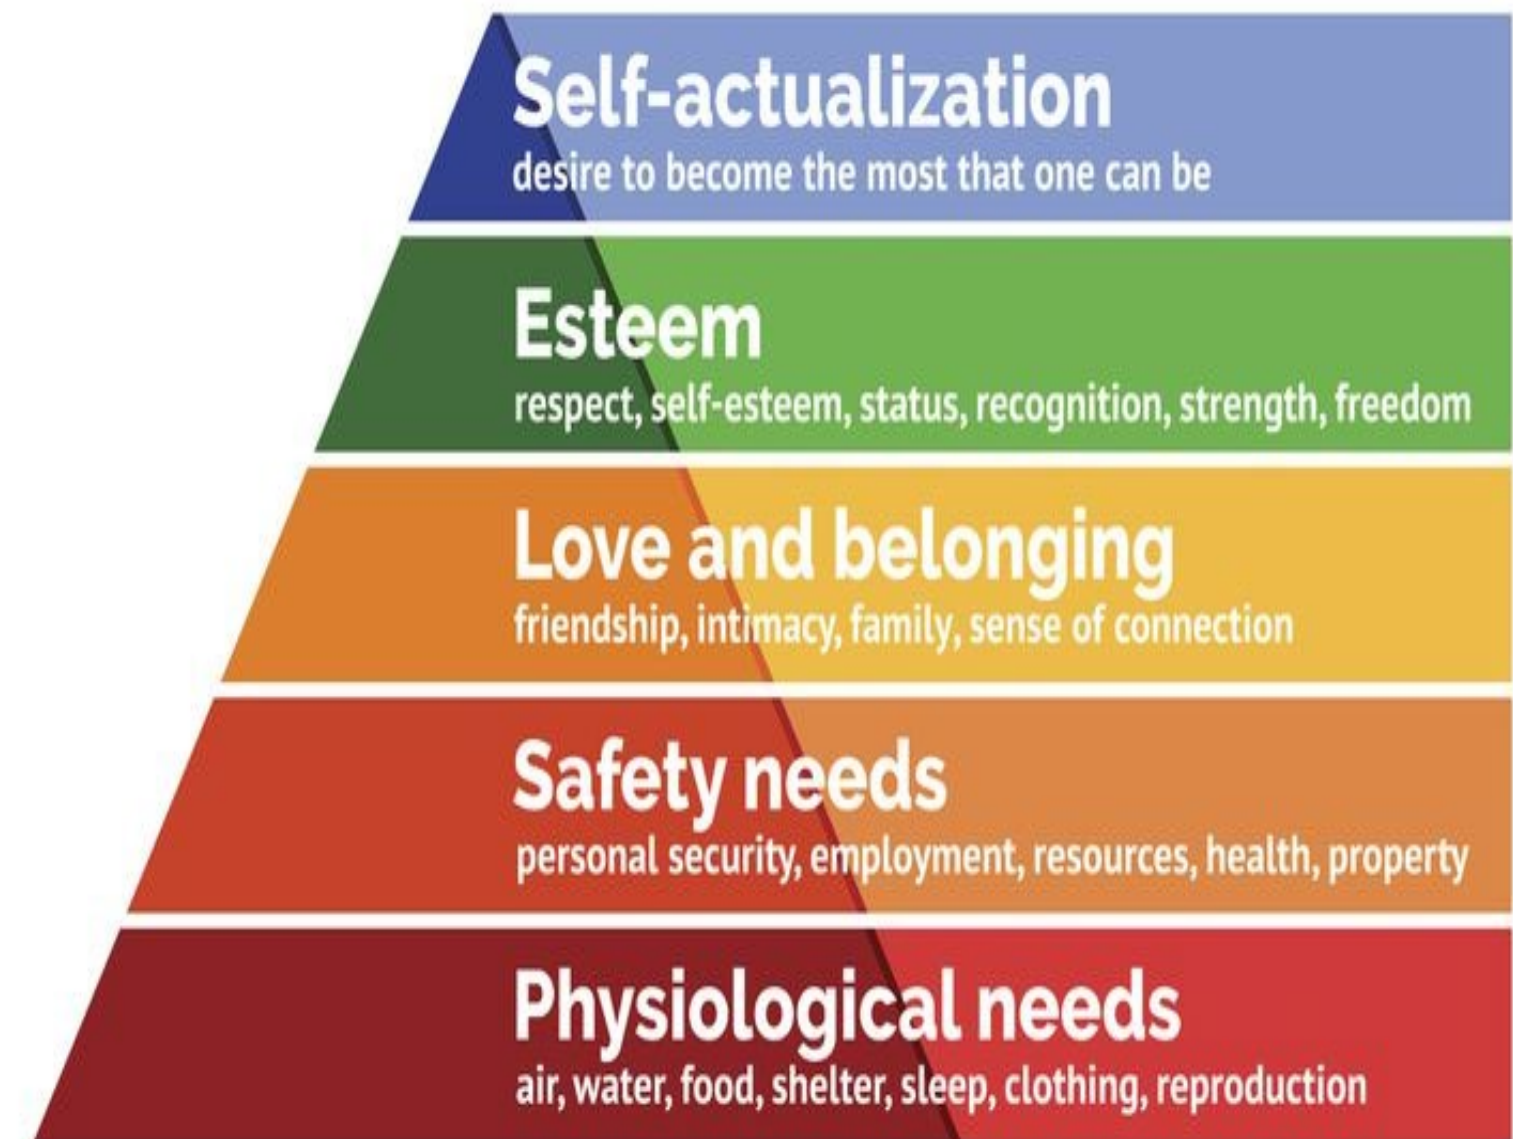 Self-actualization
desire to become the most that one can be
Esteem
respect, self-esteem, status, recognition, strength, freedom
Love and belonging
friendship, intimacy, family, sense of connection
Safety needs
personal security, employment, resources, health, property
Physiological needs
air, water, food, shelter, sleep, clothing, reproduction